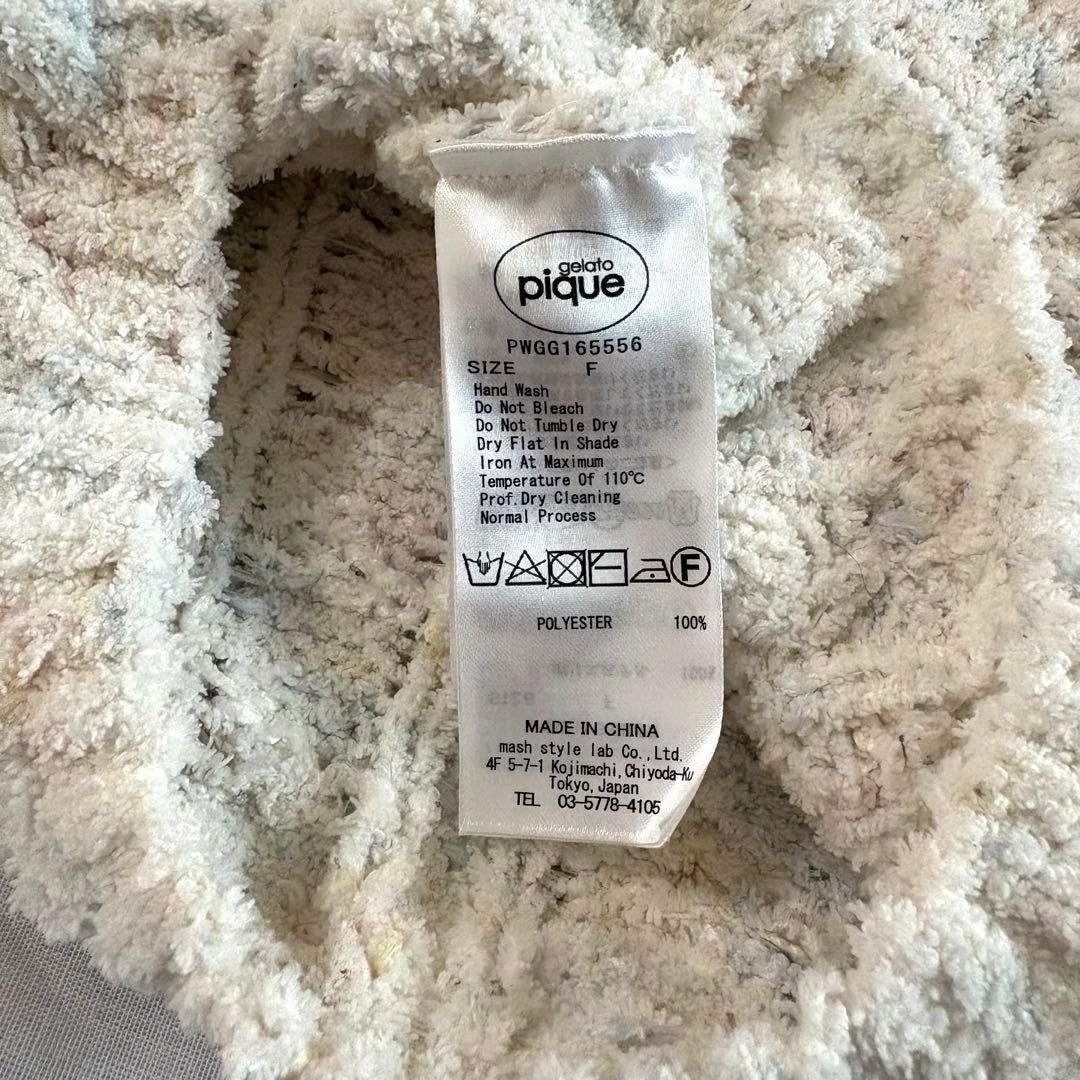 gelato
pique
PWGG165556
SIZE F
Hand Wash
Do Not Bleach
Do Not Tumble Dry
Dry Flat In Shade
Iron At Maximum
Temperature Of 110℃
Prof.Dry Cleaning
Normal Process
F
POLYESTER 100%
MADE IN CHINA
mash style lab Co.,Ltd.
4F 5-7-1 Kojimachi,Chiyoda-Ku
Tokyo,Japan
TEL 03-5778-4105